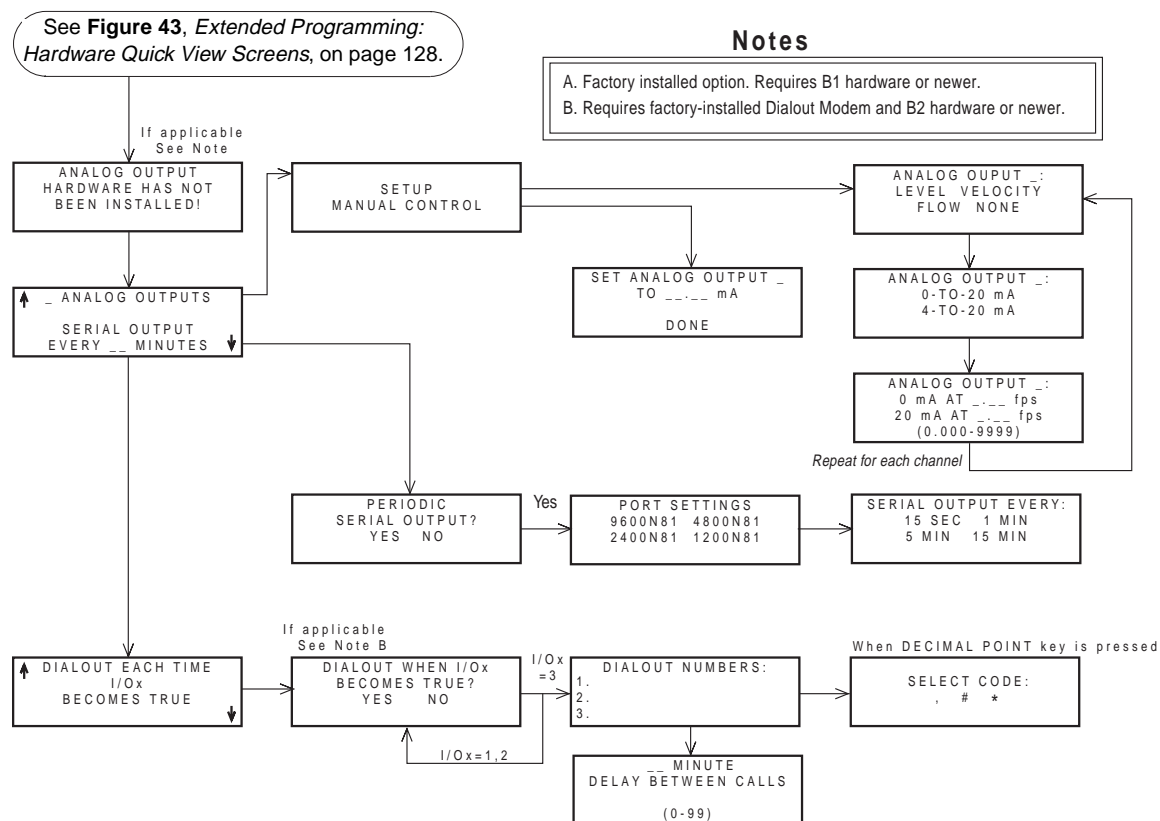 See Figure 43, Extended Programming:
Hardware Quick View Screens, on page 128.
Notes
A. Factory installed option. Requires B1 hardware or newer.
B. Requires factory-installed Dialout Modem and B2 hardware or newer.
If applicable
See Note
ANALOG OUTPUT
HARDWARE HAS NOT
BEEN INSTALLED!
SETUP
MANUAL CONTROL
ANALOG OUPUT _:
LEVEL VELOCITY
FLOW NONE
SET ANALOG OUTPUT _
TO __.__ mA
DONE
ANALOG OUTPUT _:
0-TO-20 mA
4-TO-20 mA
_ ANALOG OUTPUTS
SERIAL OUTPUT
EVERY __ MINUTES
ANALOG OUTPUT _:
0 mA AT _.__ fps
20 mA AT _.__ fps
(0.000-9999)
Repeat for each channel
PERIODIC
SERIAL OUTPUT?
YES NO
Yes
PORT SETTINGS
9600N81 4800N81
2400N81 1200N81
SERIAL OUTPUT EVERY:
15 SEC 1 MIN
5 MIN 15 MIN
DIALOUT EACH TIME
I/Ox
BECOMES TRUE
If applicable
See Note B
DIALOUT WHEN I/Ox
BECOMES TRUE?
YES NO
I/Ox
=3
I/Ox=1,2
DIALOUT NUMBERS:
1.
2.
3.
When DECIMAL POINT key is pressed
SELECT CODE:
, # *
__ MINUTE
DELAY BETWEEN CALLS
(0-99)